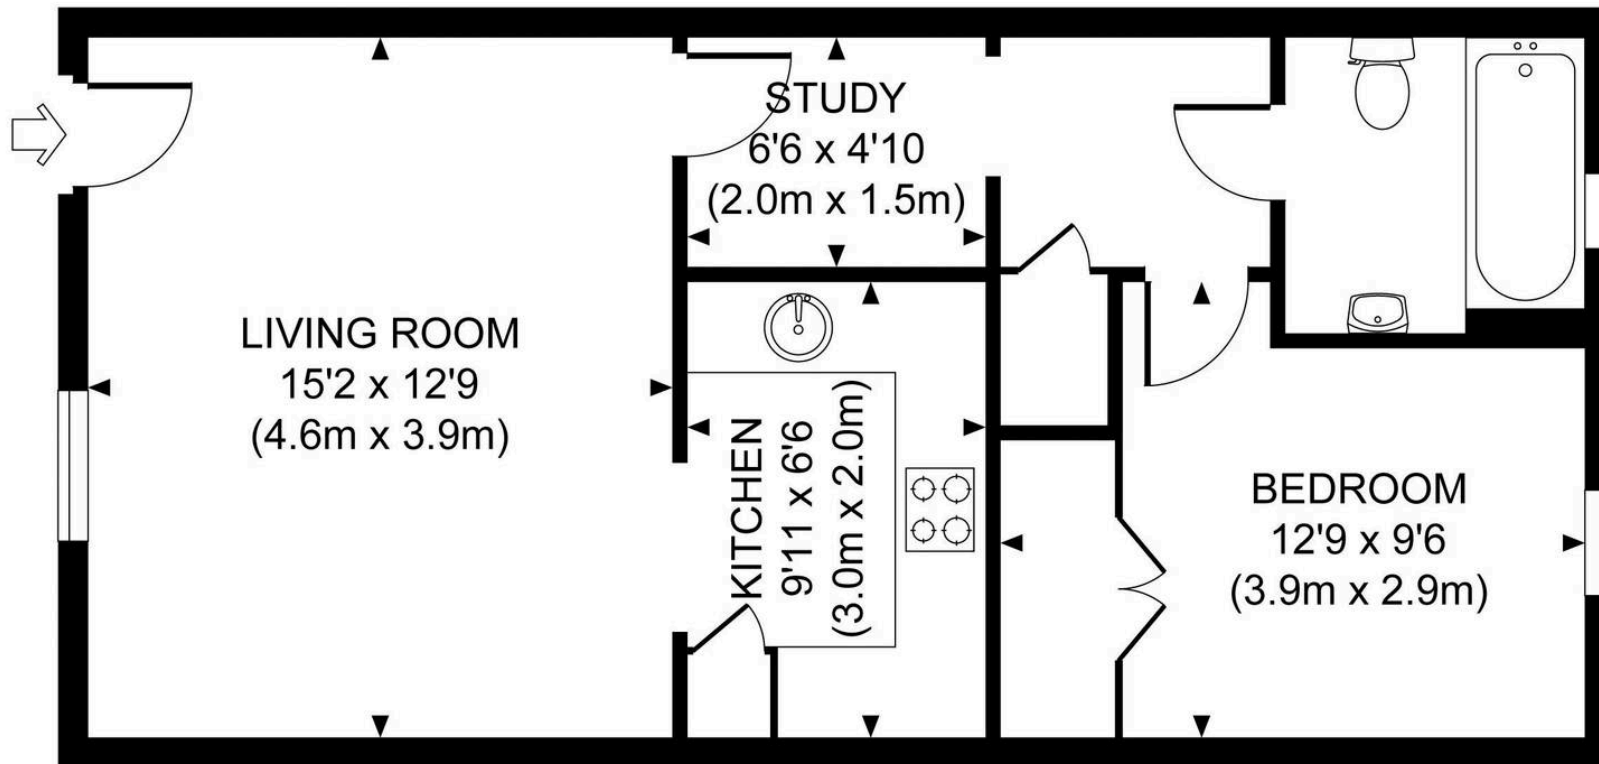 STUDY
6'6 x 4'10
(2.0m x 1.5m)
LIVING ROOM
15'2 x 12'9
(4.6m x 3.9m)
KITCHEN
9'11 x 6'6
(3.0m x 2.0m)
BEDROOM
12'9 x 9'6
(3.9m x 2.9m)